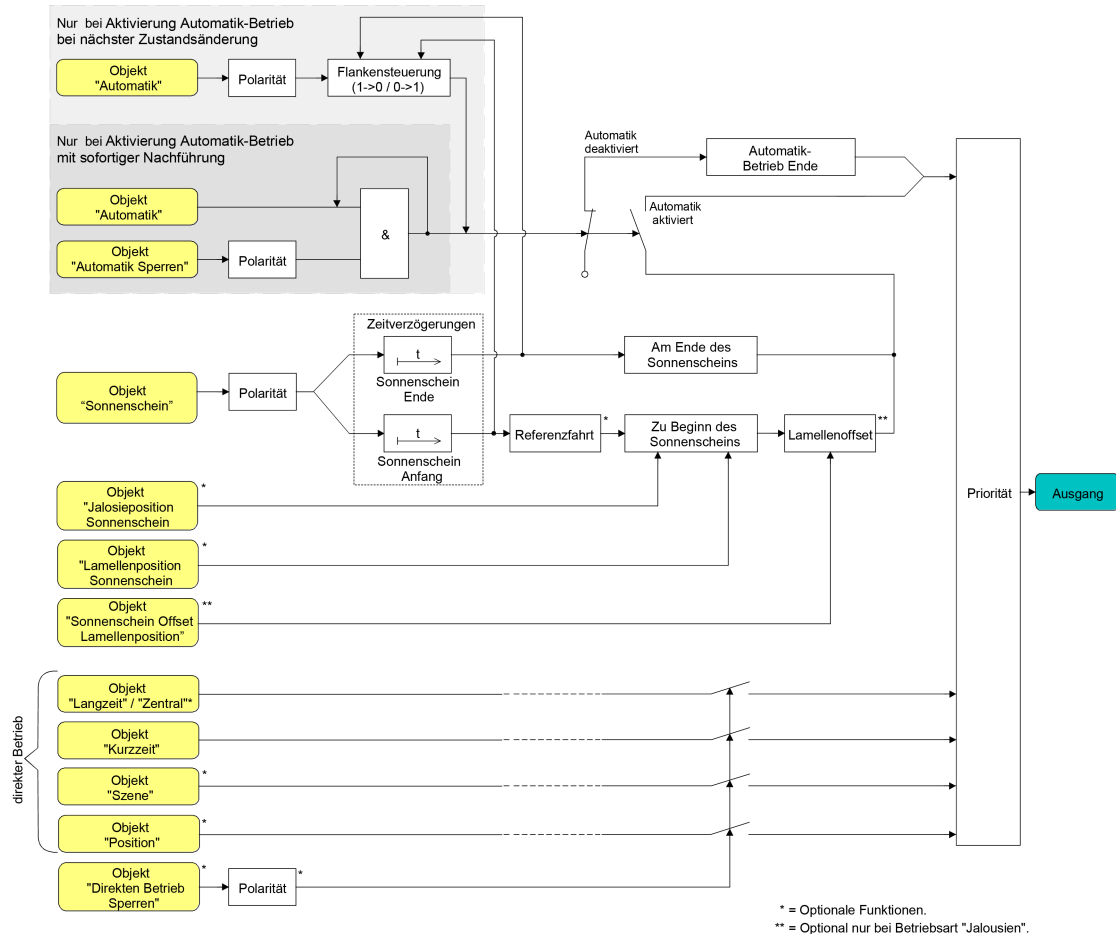 Nur bei Aktivierung Automatik-Betrieb
bei nächster Zustandsänderung
Objekt
"Automatik"
Polarität
Flankensteuerung
(1->0 / 0->1)
Nur bei Aktivierung Automatik-Betrieb
mit sofortiger Nachführung
Objekt
"Automatik"
Objekt
"Automatik Sperren"
Polarität
&
Automatik
deaktiviert
Automatik-
Betrieb Ende
Automatik
aktiviert
Zeitverzögerungen
Objekt
“Sonnenschein”
Polarität
t
Sonnenschein
Ende
t
Sonnenschein
Anfang
Am Ende des
Sonnenscheins
Referenzfahrt
*
Zu Beginn des
Sonnenscheins
Lamellenoffset
**
Objekt
"Jalosieposition
Sonnenschein
*
Objekt
"Lamellenposition
Sonnenschein
*
Objekt
"Sonnenschein Offset
Lamellenposition”
**
Priorität
Ausgang
direkter Betrieb
Objekt
"Langzeit" / "Zentral"*
Objekt
"Kurzzeit"
Objekt
"Szene"
*
Objekt
"Position"
*
Objekt
"Direkten Betrieb
Sperren"
*
Polarität
*
* = Optionale Funktionen.
** = Optional nur bei Betriebsart "Jalousien".